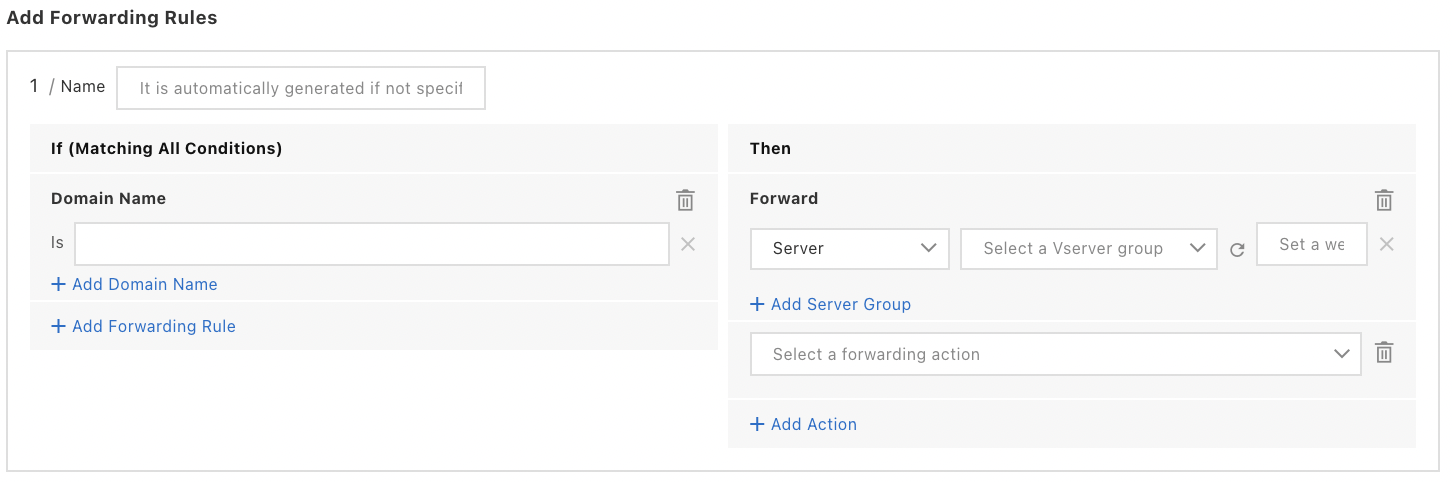 Add Forwarding Rules
1 / Name It is automatically generated if not specif
If (Matching All Conditions)
Domain Name
Is
+ Add Domain Name
+ Add Forwarding Rule
Then
Forward
Server Select a Vserver group Set a we
+ Add Server Group
Select a forwarding action
+ Add Action